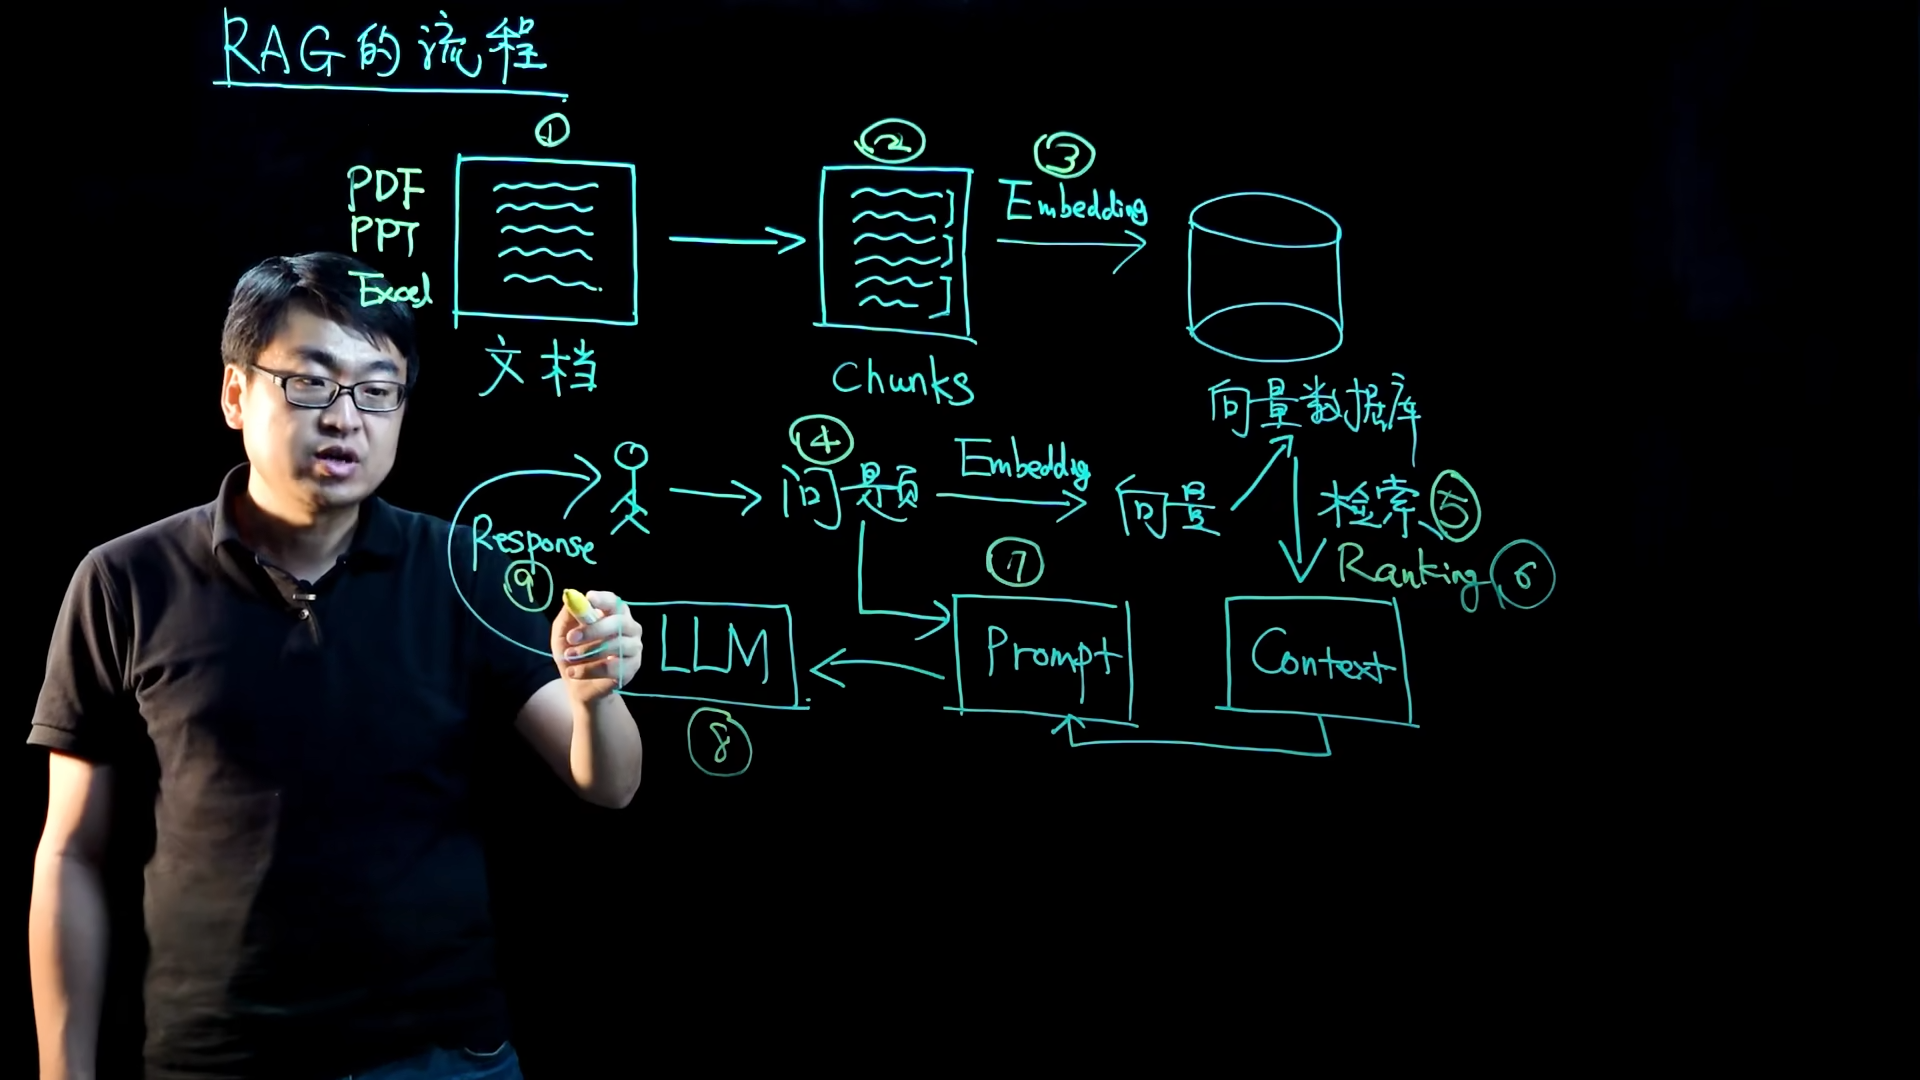 RAG的流程
①
②
③
PDF
PPT
Excel
Embedding
文档
Chunks
向量数据库
④
问题
Embedding
向量
检索 ⑤
Ranking ⑥
Response
⑨
⑦
LLM
Prompt
Context
⑧